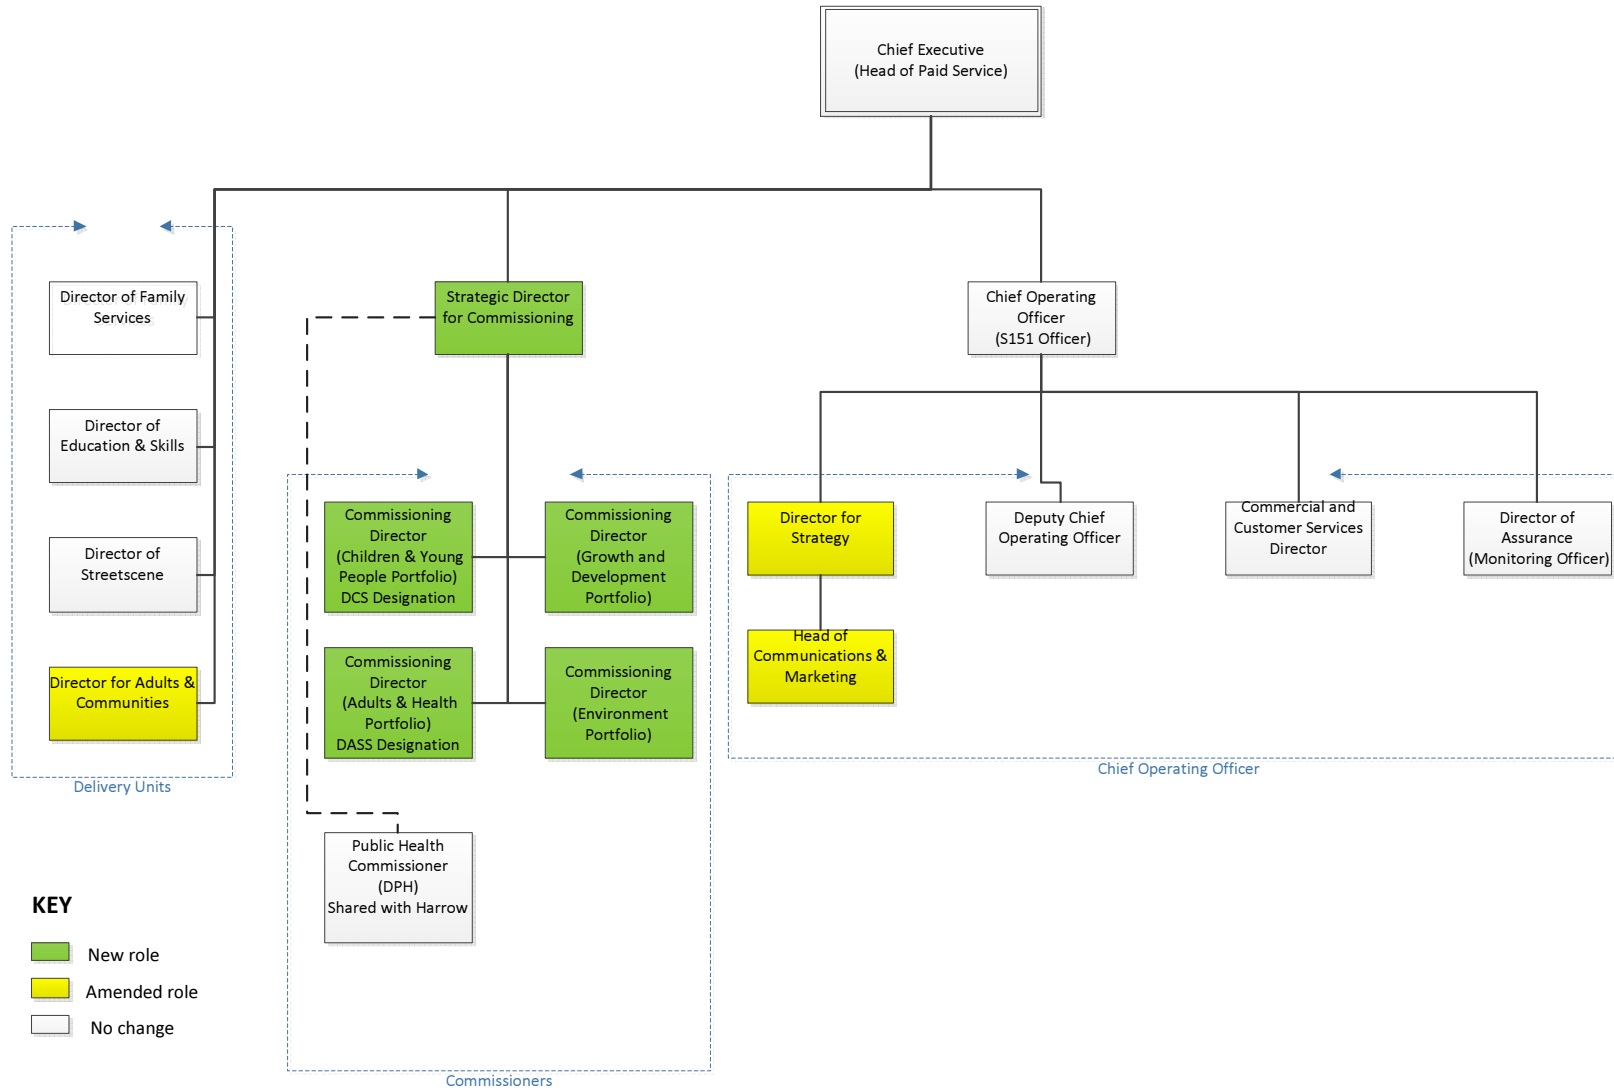 Chief Executive
(Head of Paid Service)
Director of Family
Services
Strategic Director
for Commissioning
Chief Operating
Officer
(S151 Officer)
Director of
Education & Skills
Director of
Streetscene
Director for Adults &
Communities
Delivery Units
Commissioning
Director
(Children & Young
People Portfolio)
DCS Designation
Commissioning
Director
(Growth and
Development
Portfolio)
Commissioning
Director
(Adults & Health
Portfolio)
DASS Designation
Commissioning
Director
(Environment
Portfolio)
Public Health
Commissioner
(DPH)
Shared with Harrow
Commissioners
Director for
Strategy
Deputy Chief
Operating Officer
Commercial and
Customer Services
Director
Director of
Assurance
(Monitoring Officer)
Head of
Communications &
Marketing
Chief Operating Officer
KEY
New role
Amended role
No change